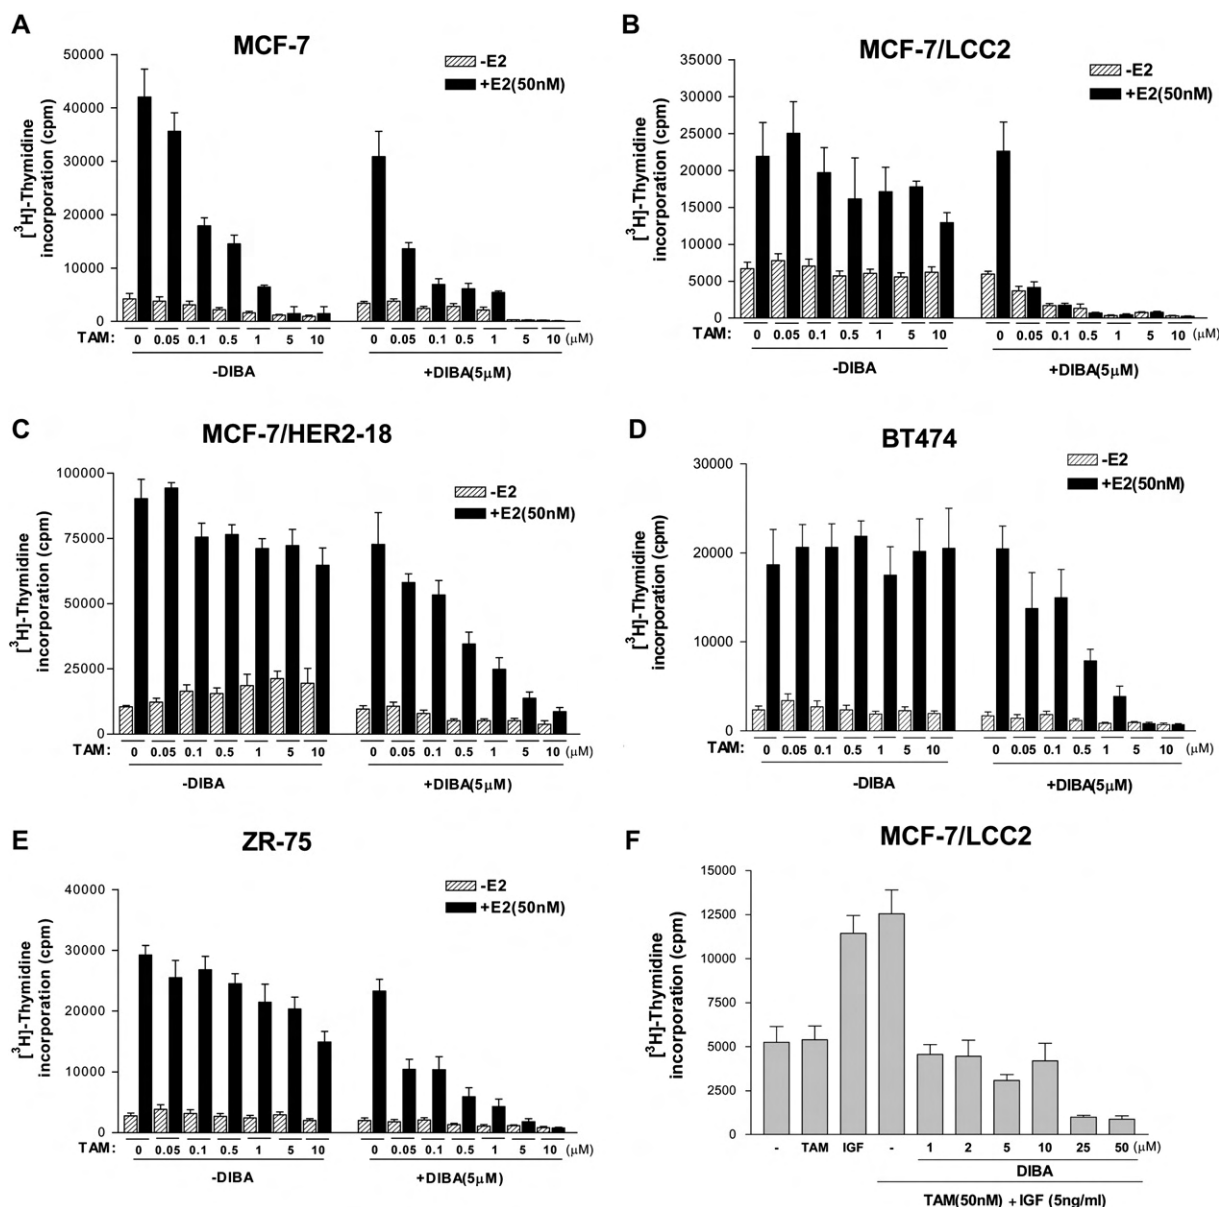 A
MCF-7
-E2
+E2(50nM)
[³H]-Thymidine
incorporation (cpm)
50000
40000
30000
20000
10000
0
TAM: 0 0.05 0.1 0.5 1 5 10 0 0.05 0.1 0.5 1 5 10 (μM)
-DIBA +DIBA(5μM)
B
MCF-7/LCC2
-E2
+E2(50nM)
[³H]-Thymidine
incorporation (cpm)
35000
30000
25000
20000
15000
10000
5000
0
TAM: 0 0.05 0.1 0.5 1 5 10 0 0.05 0.1 0.5 1 5 10 (μM)
-DIBA +DIBA(5μM)
C
MCF-7/HER2-18
-E2
+E2(50nM)
[³H]-Thymidine
incorporation (cpm)
100000
75000
50000
25000
0
TAM: 0 0.05 0.1 0.5 1 5 10 0 0.05 0.1 0.5 1 5 10 (μM)
-DIBA +DIBA(5μM)
D
BT474
-E2
+E2(50nM)
[³H]-Thymidine
incorporation (cpm)
30000
20000
10000
0
TAM: 0 0.05 0.1 0.5 1 5 10 0 0.05 0.1 0.5 1 5 10 (μM)
-DIBA +DIBA(5μM)
E
ZR-75
-E2
+E2(50nM)
[³H]-Thymidine
incorporation (cpm)
40000
30000
20000
10000
0
TAM: 0 0.05 0.1 0.5 1 5 10 0 0.05 0.1 0.5 1 5 10 (μM)
-DIBA +DIBA(5μM)
F
MCF-7/LCC2
[³H]-Thymidine
incorporation (cpm)
15000
12500
10000
7500
5000
2500
0
- TAM IGF - 1 2 5 10 25 50 (μM)
DIBA
TAM(50nM) + IGF (5ng/ml)